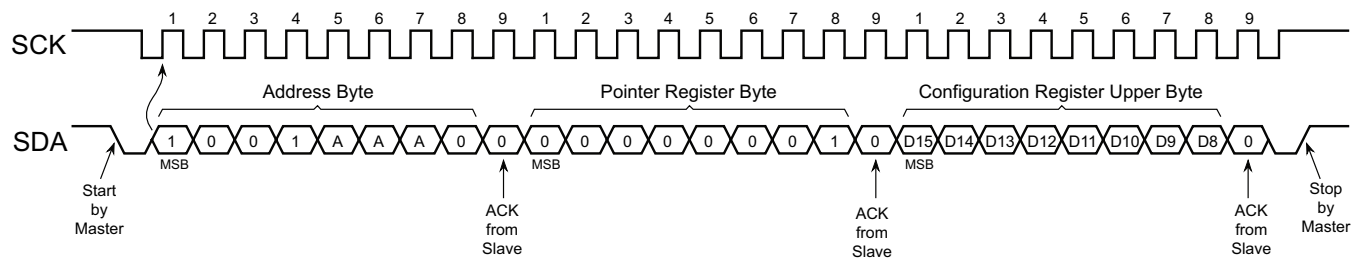 1 2 3 4 5 6 7 8 9 1 2 3 4 5 6 7 8 9 1 2 3 4 5 6 7 8 9
SCK
Address Byte Pointer Register Byte Configuration Register Upper Byte
SDA 1 0 0 1 A A A 0 0 0 0 0 0 0 0 0 1 0 D15 D14 D13 D12 D11 D10 D9 D8 0
MSB MSB MSB
Start
by
Master
ACK
from
Slave
ACK
from
Slave
ACK
from
Slave
Stop
by
Master